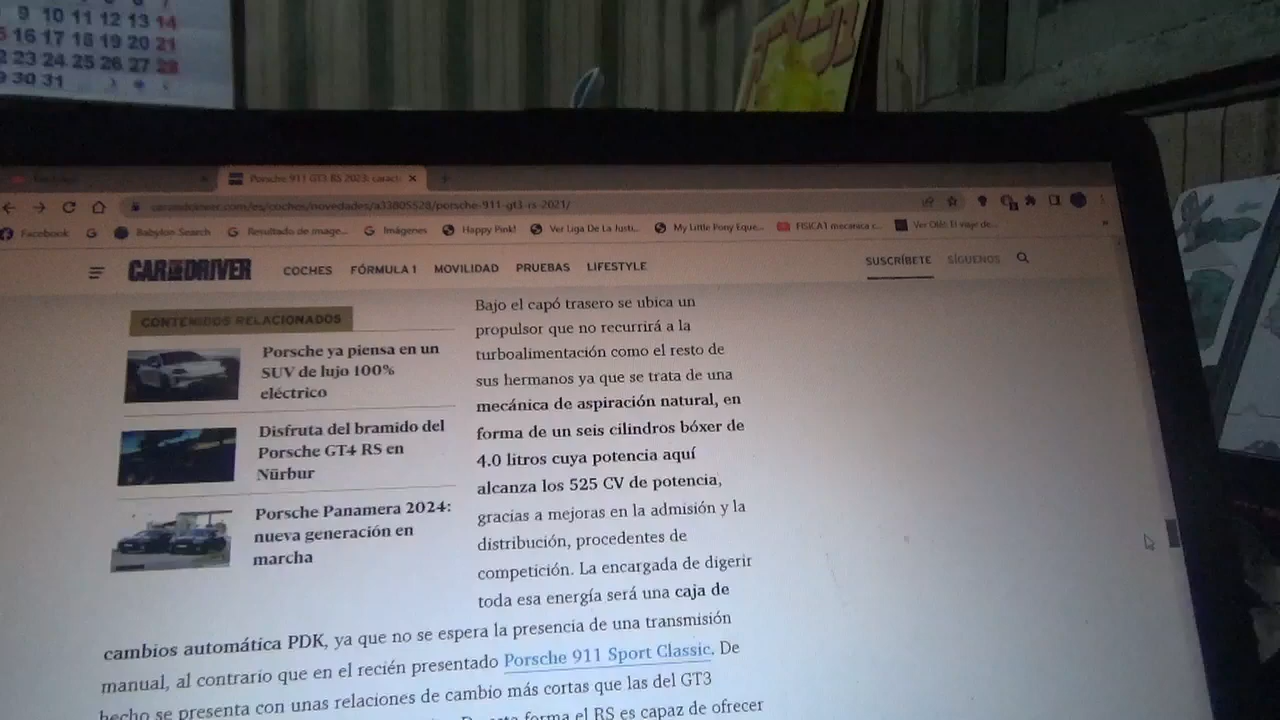 9 10 11 12 13 14
16 17 18 19 20 21
23 24 25 26 27 28
30 31
Porsche 911 GT3 RS 2023: caract
caranddriver.com/es/coches/novedades/a33805528/porsche-911-gt3-rs-2021/
Facebook
Babylon Search
Resultado de image...
Imágenes
Happy Pink!
Ver Liga De La Justi...
My Little Pony Eque...
FISICA1 mecanica c...
CAR AND DRIVER
COCHES
FÓRMULA 1
MOVILIDAD
PRUEBAS
LIFESTYLE
SUSCRÍBETE
SÍGUENOS
CONTENIDOS RELACIONADOS
Porsche ya piensa en un
SUV de lujo 100%
eléctrico
Disfruta del bramido del
Porsche GT4 RS en
Nürbur
Porsche Panamera 2024:
nueva generación en
marcha
Bajo el capó trasero se ubica un
propulsor que no recurrirá a la
turboalimentación como el resto de
sus hermanos ya que se trata de una
mecánica de aspiración natural, en
forma de un seis cilindros bóxer de
4.0 litros cuya potencia aquí
alcanza los 525 CV de potencia,
gracias a mejoras en la admisión y la
distribución, procedentes de
competición. La encargada de digerir
toda esa energía será una caja de
cambios automática PDK, ya que no se espera la presencia de una transmisión
manual, al contrario que en el recién presentado Porsche 911 Sport Classic. De
hecho se presenta con unas relaciones de cambio más cortas que las del GT3
forma el RS es capaz de ofrecer